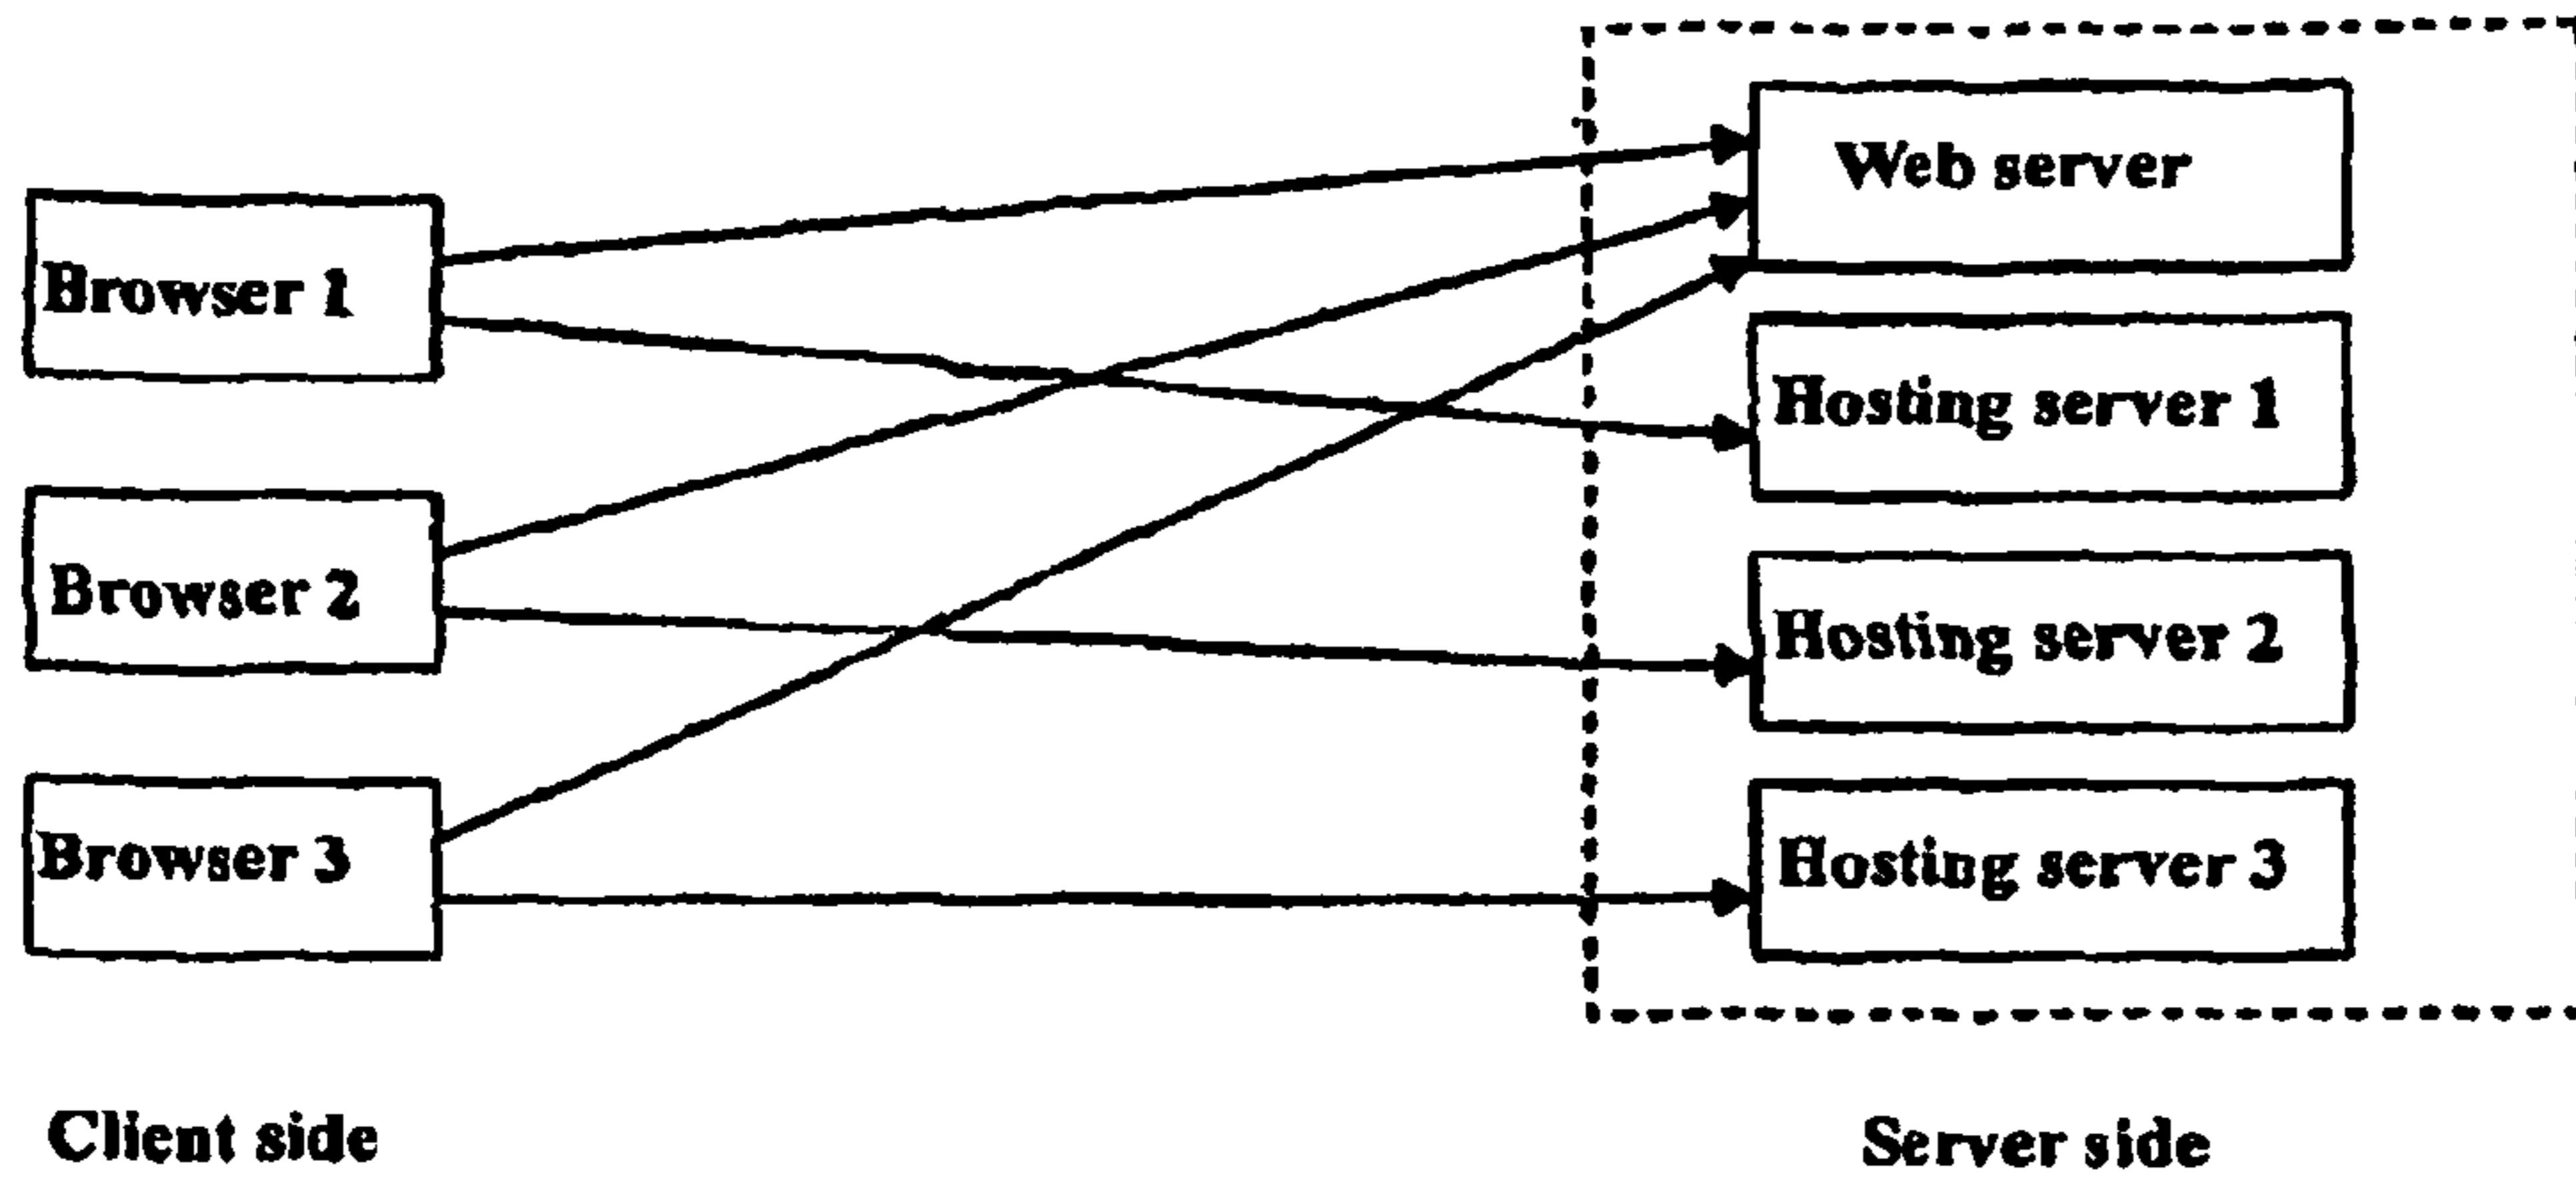 Web server
Browser 1
Hosting server 1
Browser 2
Hosting server 2
Browser 3
Hosting server 3
Client side
Server side